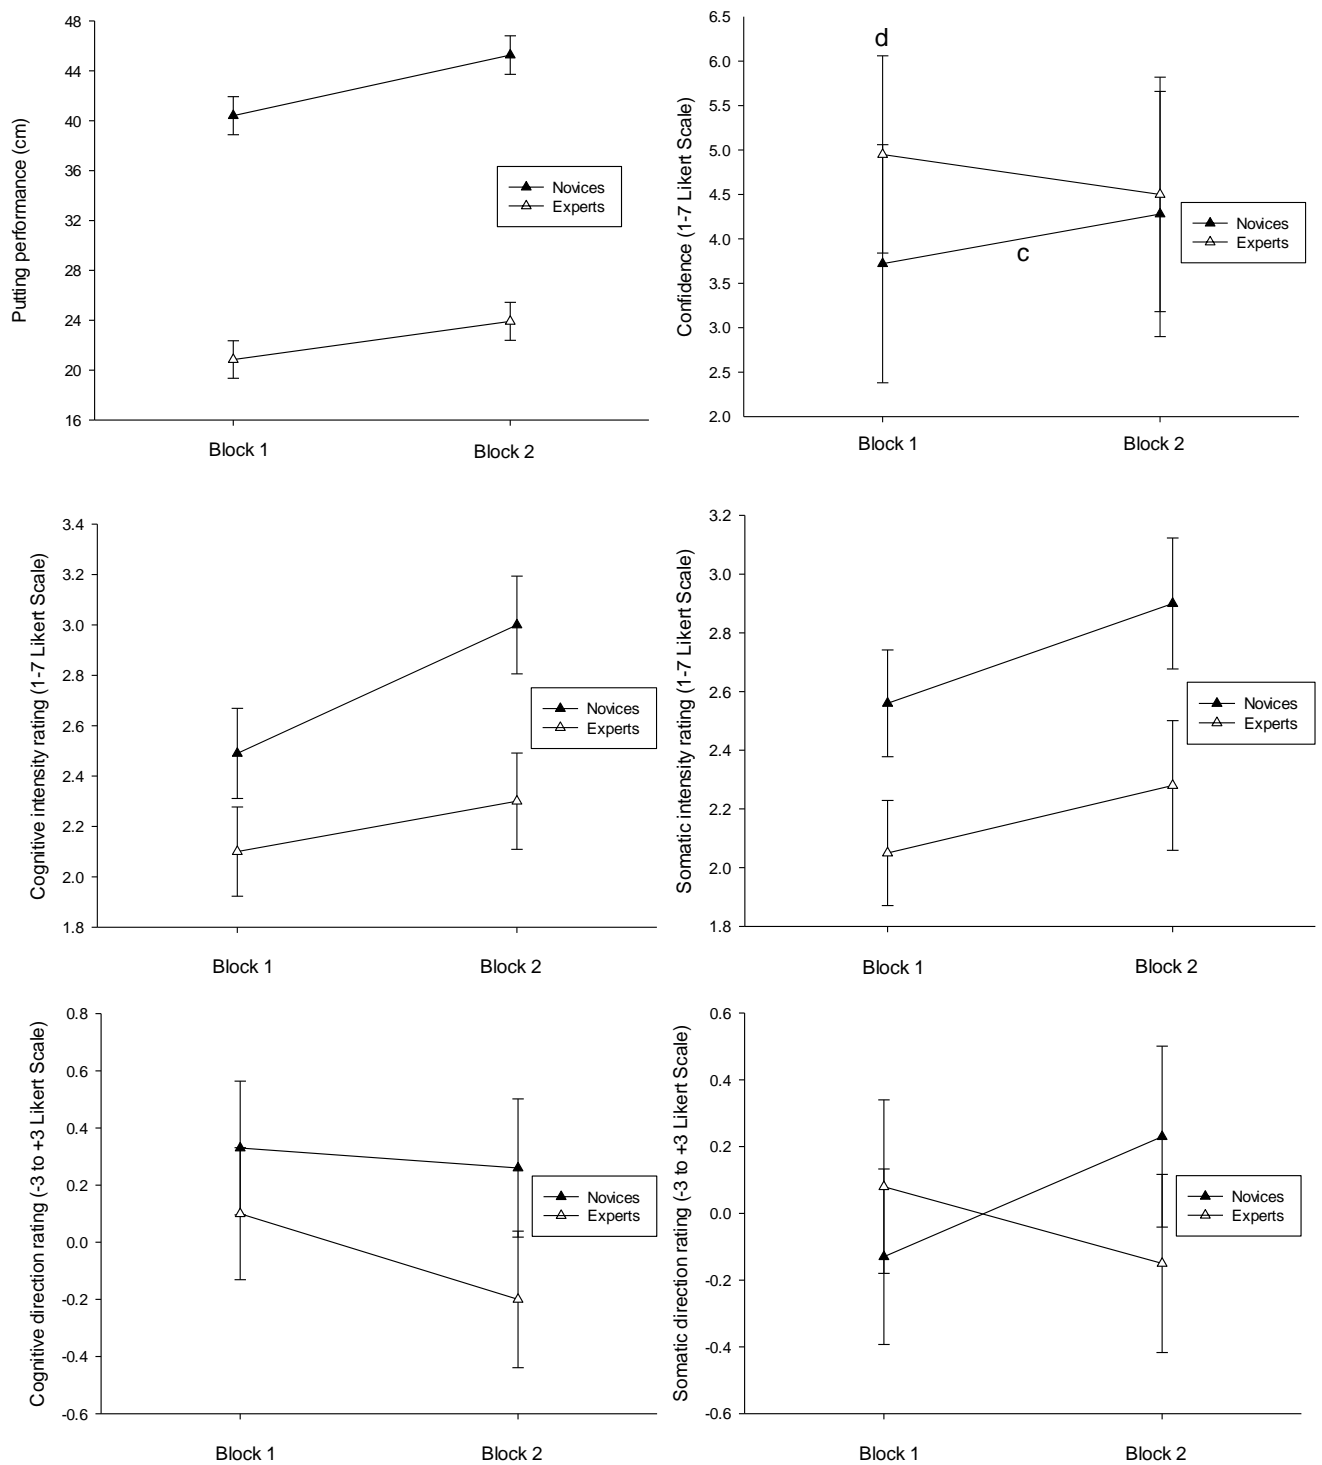 Putting performance (cm)
48
44
40
36
32
28
24
20
16
Novices
Experts
Block 1
Block 2
Confidence (1-7 Likert Scale)
6.5
6.0
5.5
5.0
4.5
4.0
3.5
3.0
2.5
2.0
d
c
Novices
Experts
Block 1
Block 2
Cognitive intensity rating (1-7 Likert Scale)
3.4
3.2
3.0
2.8
2.6
2.4
2.2
2.0
1.8
Novices
Experts
Block 1
Block 2
Somatic intensity rating (1-7 Likert Scale)
3.2
3.0
2.8
2.6
2.4
2.2
2.0
1.8
Novices
Experts
Block 1
Block 2
Cognitive direction rating (-3 to +3 Likert Scale)
0.8
0.6
0.4
0.2
0.0
-0.2
-0.4
-0.6
Novices
Experts
Block 1
Block 2
Somatic direction rating (-3 to +3 Likert Scale)
0.6
0.4
0.2
0.0
-0.2
-0.4
-0.6
Novices
Experts
Block 1
Block 2